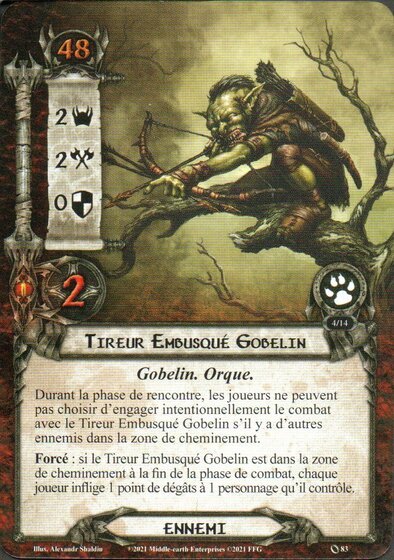 48
2
2
0
2
4/14
Tireur Embusqué Gobelin
Gobelin. Orque.
Durant la phase de rencontre, les joueurs ne peuvent
pas choisir d'engager intentionnellement le combat
avec le Tireur Embusqué Gobelin s'il y a d'autres
ennemis dans la zone de cheminement.
Forcé : si le Tireur Embusqué Gobelin est dans la zone
de cheminement à la fin de la phase de combat, chaque
joueur inflige 1 point de dégâts à 1 personnage qu'il contrôle.
ENNEMI
Illus. Alexandr Shaldin ©2021 Middle-earth Enterprises ©2021 FFG 83